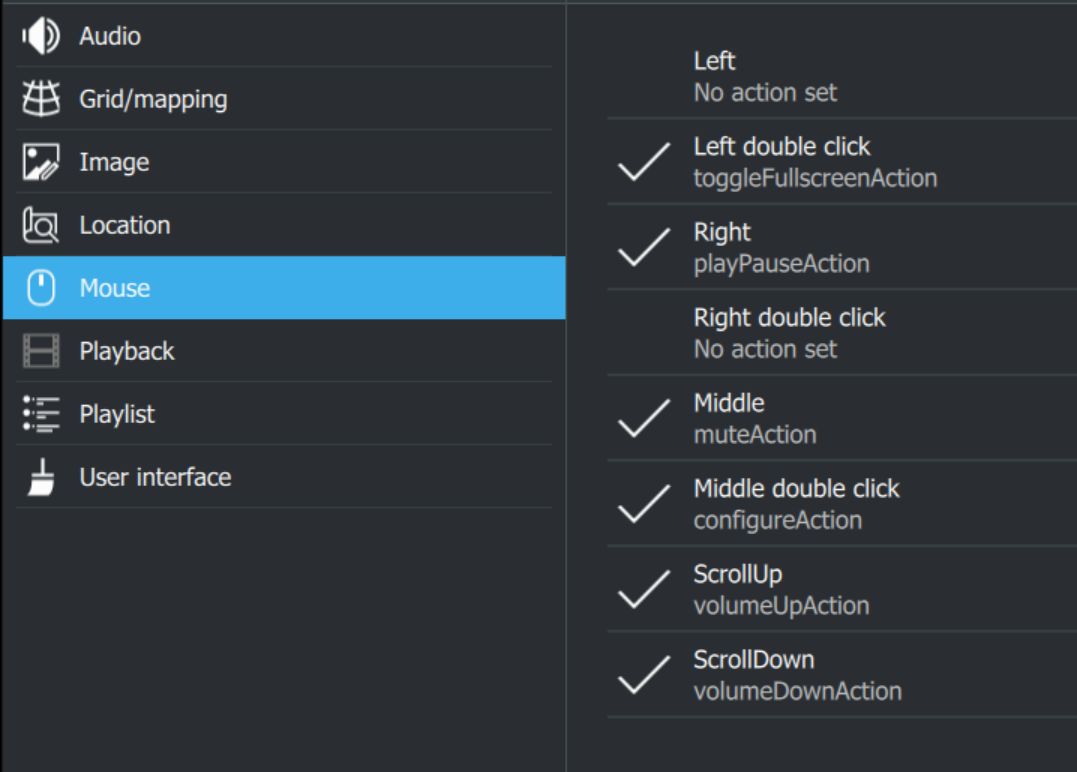 Audio
Grid/mapping
Image
Location
Mouse
Playback
Playlist
User interface
Left
No action set
Left double click
toggleFullscreenAction
Right
playPauseAction
Right double click
No action set
Middle
muteAction
Middle double click
configureAction
ScrollUp
volumeUpAction
ScrollDown
volumeDownAction